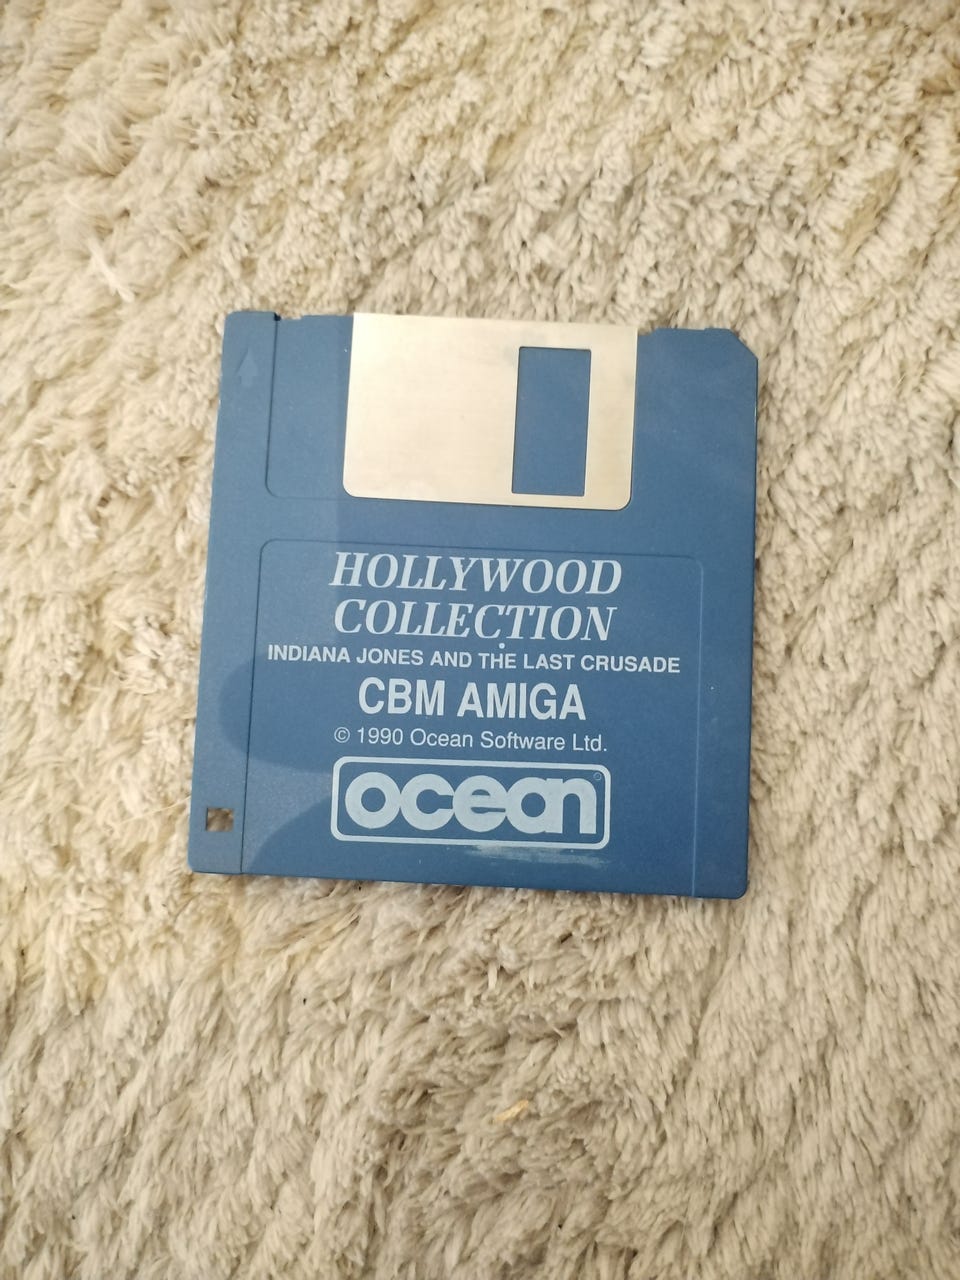 HOLLYWOOD
COLLECTION
INDIANA JONES AND THE LAST CRUSADE
CBM AMIGA
© 1990 Ocean Software Ltd.
ocean